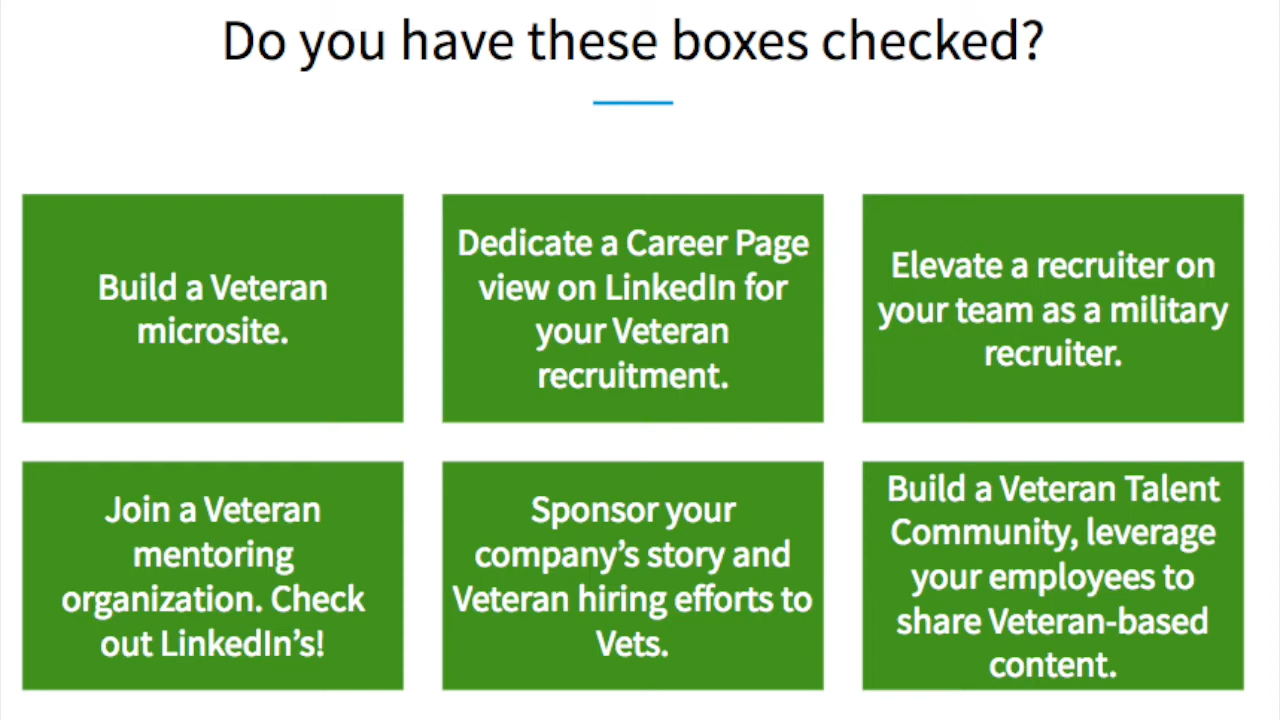 Do you have these boxes checked?
Build a Veteran
microsite.
Dedicate a Career Page
view on LinkedIn for
your Veteran
recruitment.
Elevate a recruiter on
your team as a military
recruiter.
Join a Veteran
mentoring
organization. Check
out LinkedIn’s!
Sponsor your
company’s story and
Veteran hiring efforts to
Vets.
Build a Veteran Talent
Community, leverage
your employees to
share Veteran-based
content.